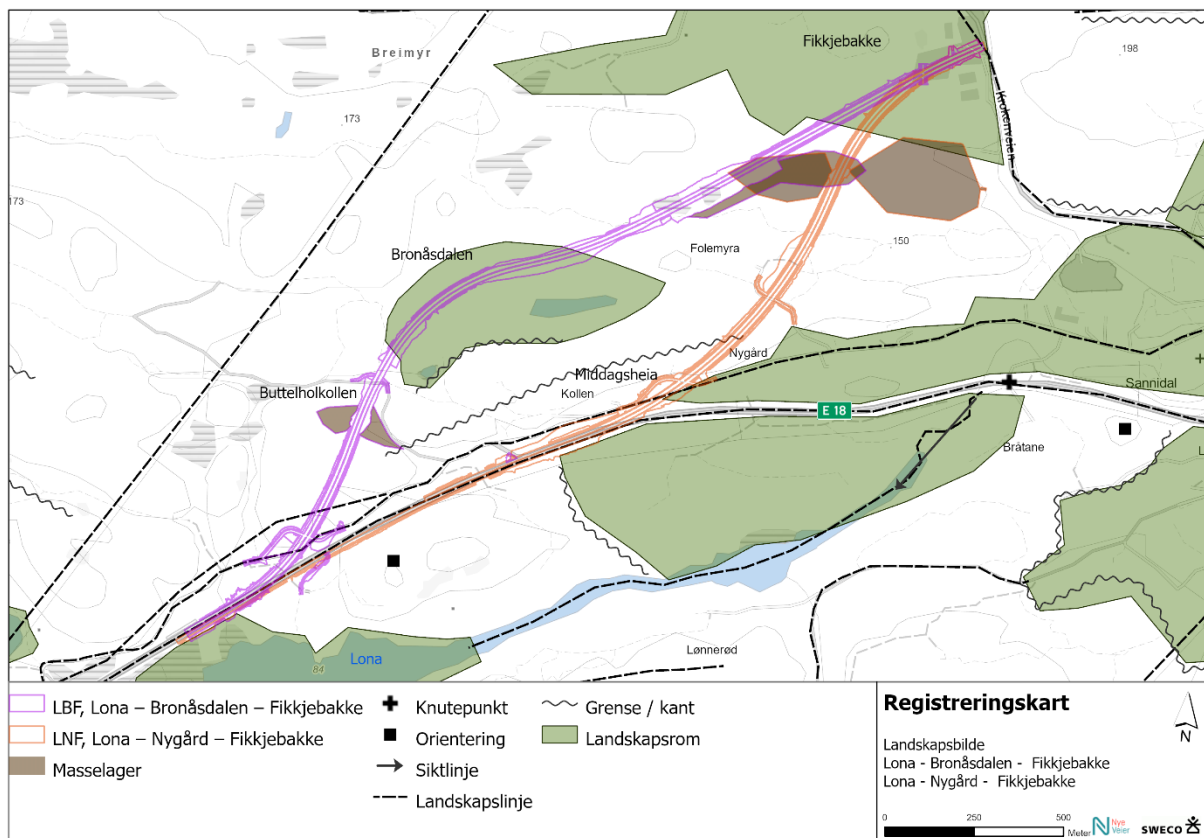 Fikkjebakke
Breimyr
198
173
Krokenveien
173
Bronåsdalen
Folemyra
150
Nygård
Middagsheia
Buttelholkollen
Kollen
Sannidal
E 18
Bråtane
L
Lønnerød
Lona
84
LBF, Lona – Bronåsdalen – Fikkjebakke
LNF, Lona – Nygård – Fikkjebakke
Masselager
Knutepunkt
Orientering
Siktlinje
Landskapslinje
Grense / kant
Landskapsrom
Registreringskart
Landskapsbilde
Lona - Bronåsdalen - Fikkjebakke
Lona - Nygård - Fikkjebakke
N
0 250 500
Meter
Nye
Veier
SWECO